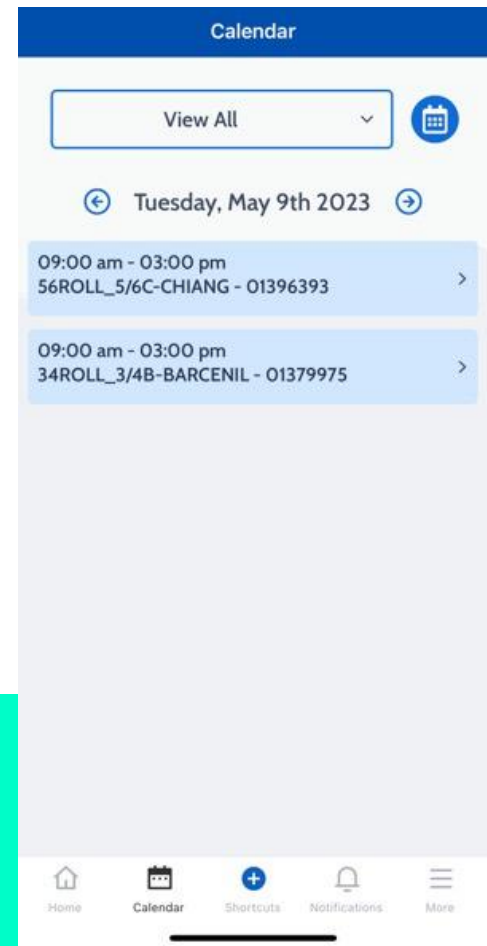 Calendar
View All
Tuesday, May 9th 2023
09:00 am - 03:00 pm
56ROLL_5/6C-CHIANG - 01396393
09:00 am - 03:00 pm
34ROLL_3/4B-BARCENIL - 01379975
Home Calendar Shortcuts Notifications More